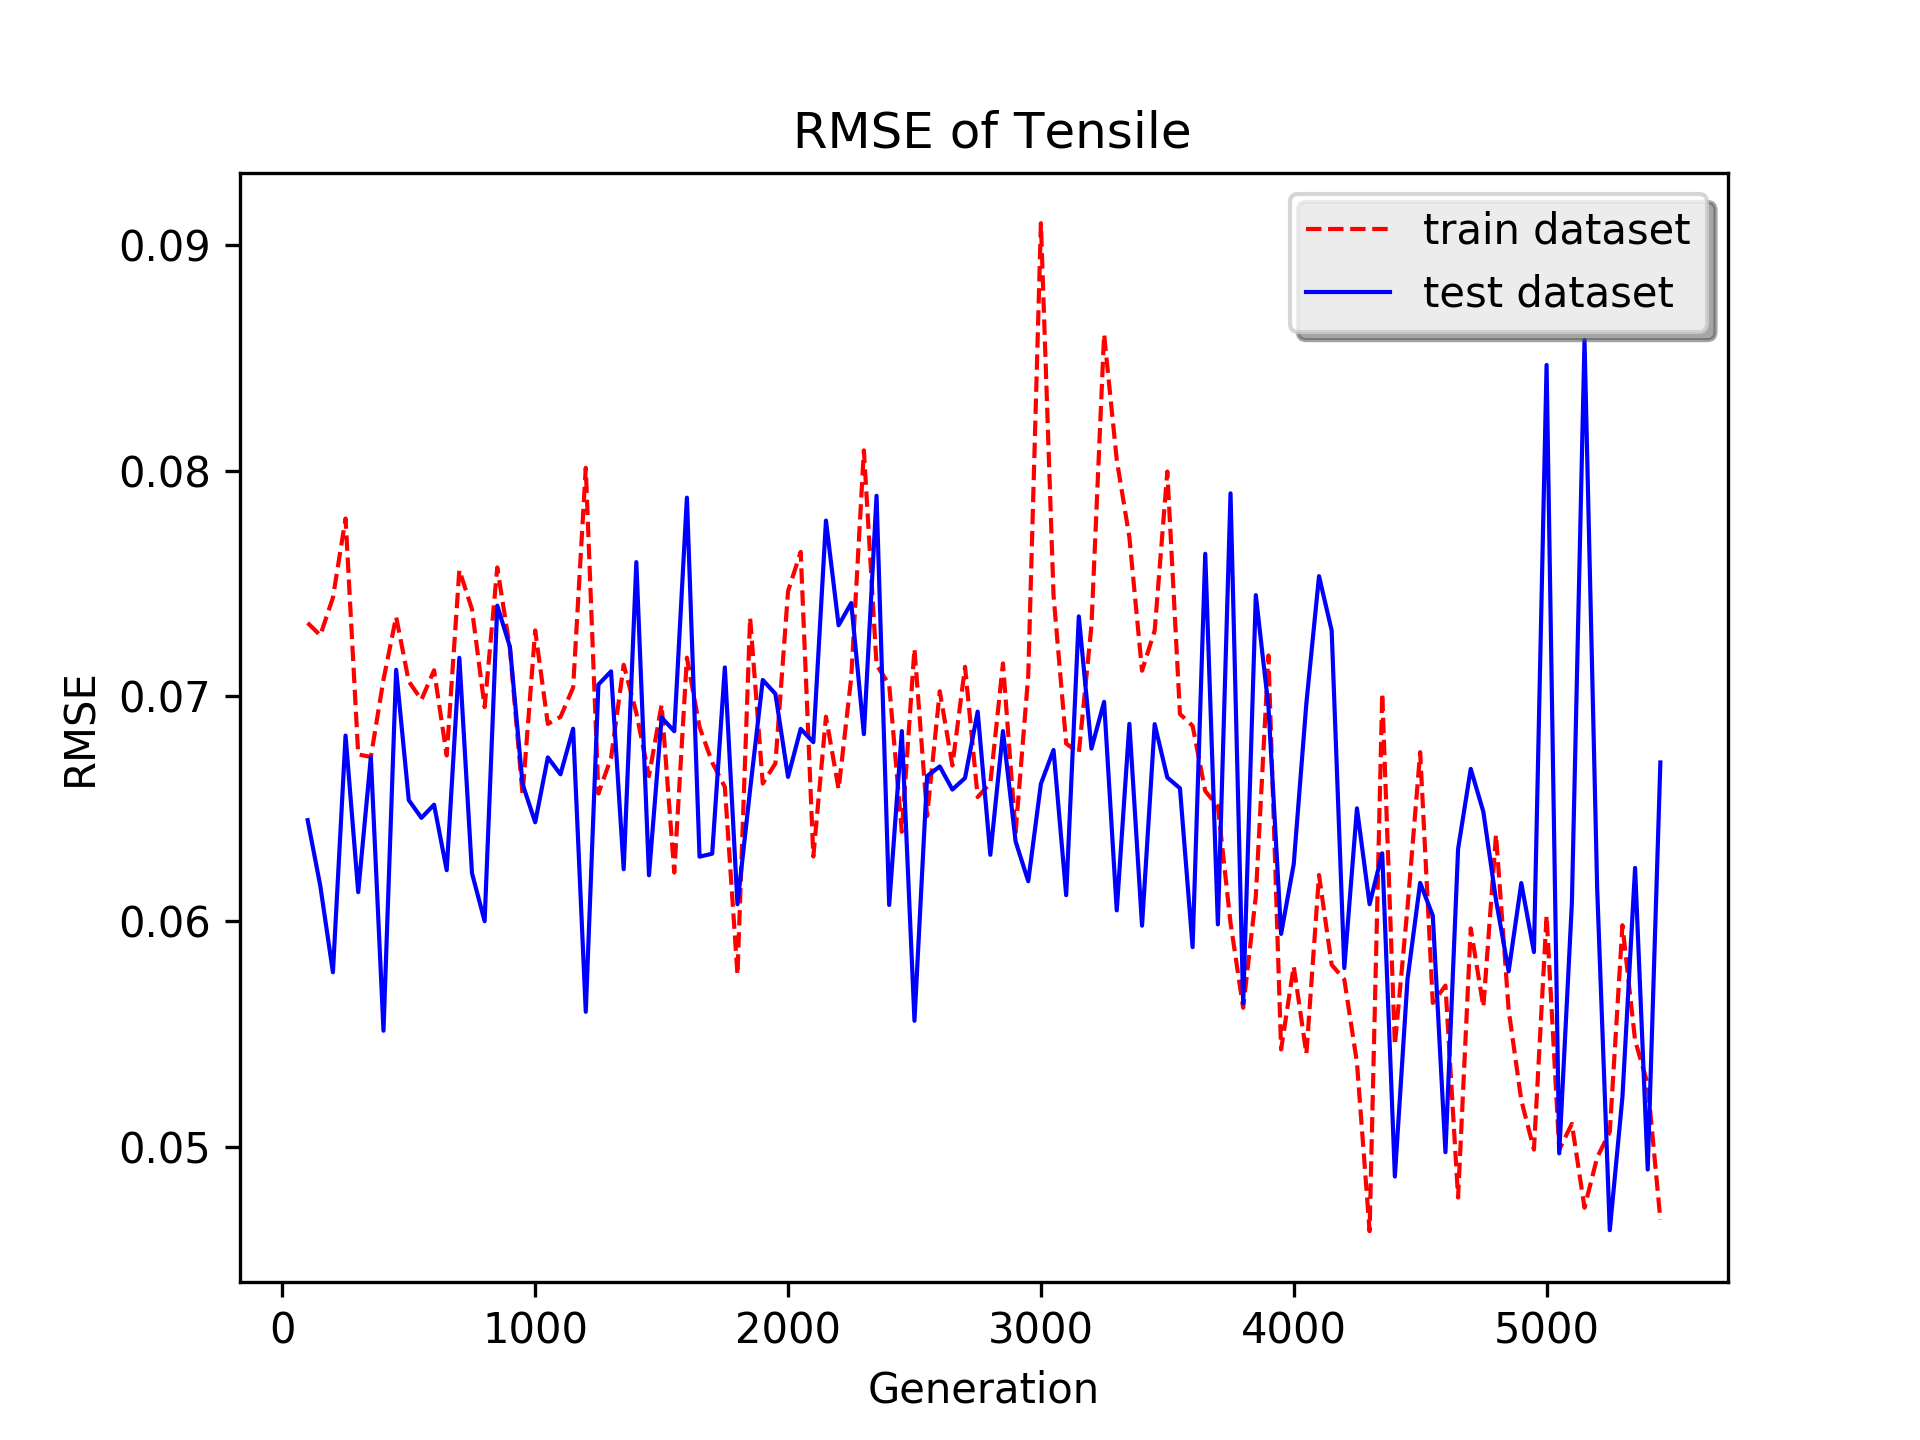 RMSE of Tensile
train dataset
test dataset
0.09
0.08
0.07
0.06
0.05
RMSE
0 1000 2000 3000 4000 5000
Generation